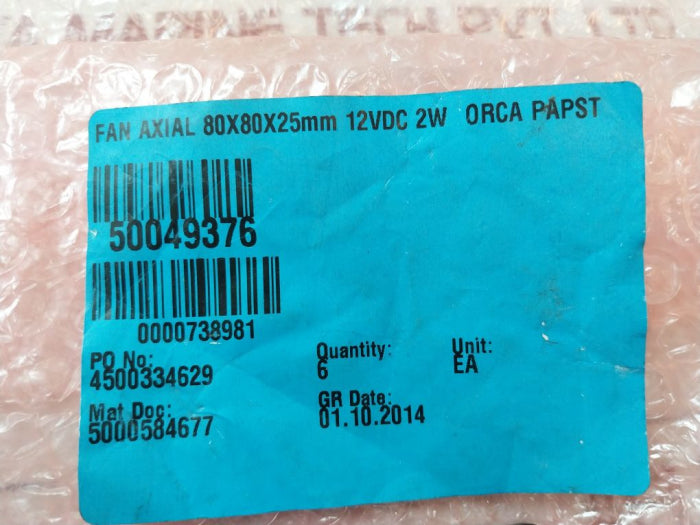 FAN AXIAL 80X80X25mm 12VDC 2W ORCA PAPST
50049376
0000738981
PO No:
4500334629
Quantity:
6
Unit:
EA
Mat Doc:
5000584677
GR Date:
01.10.2014